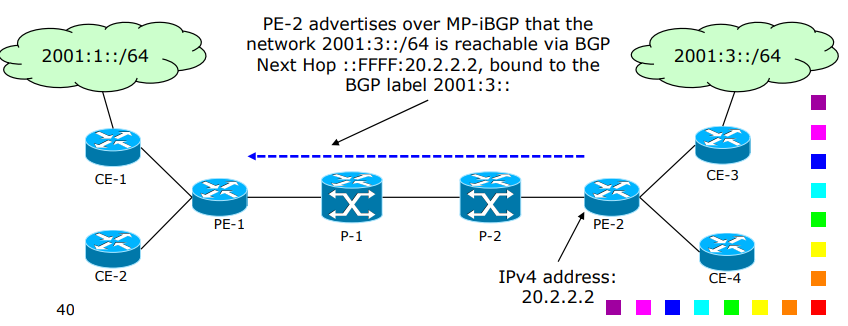 PE-2 advertises over MP-iBGP that the
network 2001:3::/64 is reachable via BGP
Next Hop ::FFFF:20.2.2.2, bound to the
BGP label 2001:3::
2001:1::/64
2001:3::/64
CE-1
CE-3
PE-1
P-1
P-2
PE-2
CE-2
CE-4
IPv4 address:
20.2.2.2
40